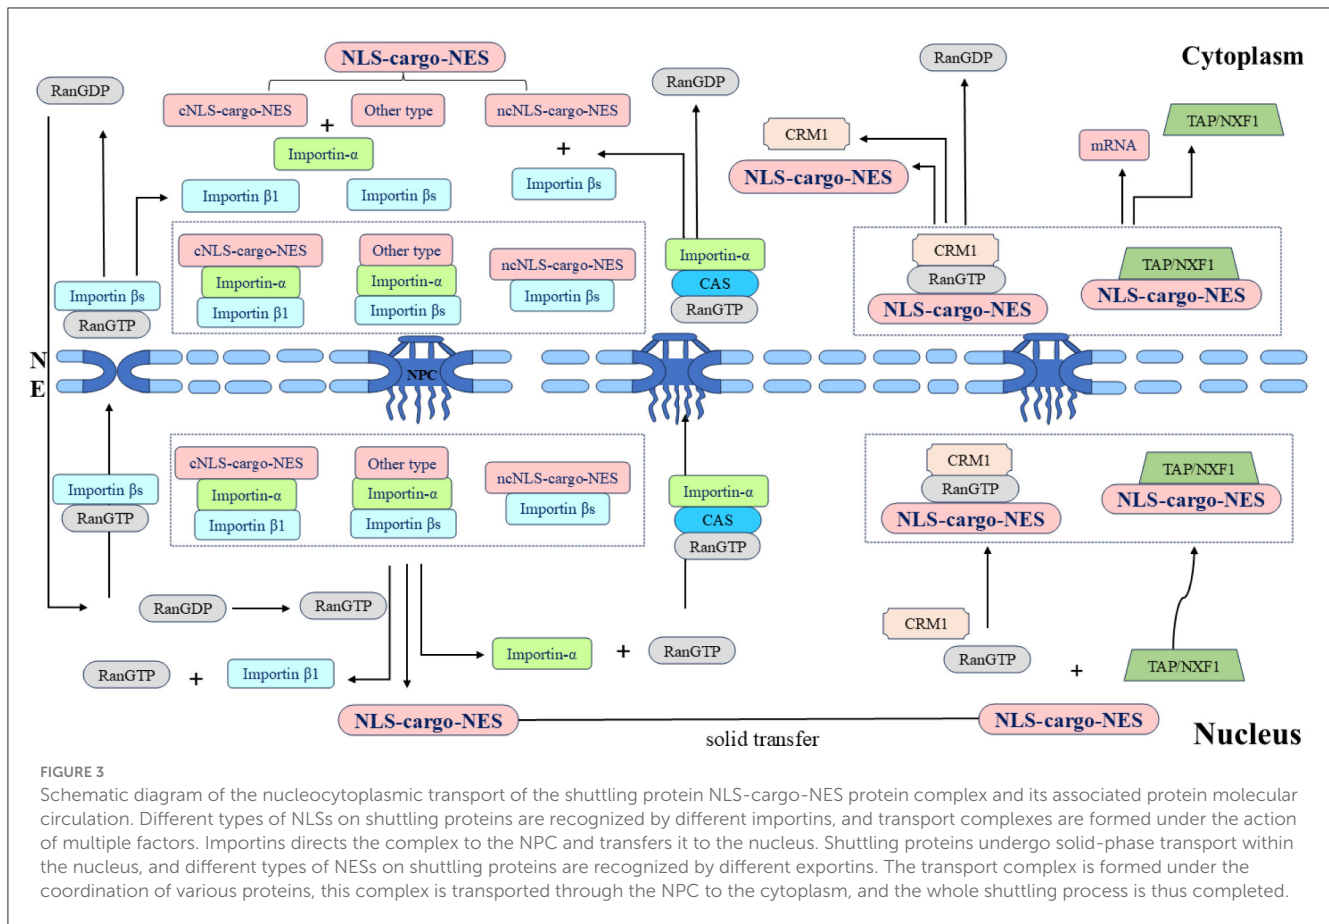 NLS-cargo-NES
Cytoplasm
RanGDP
cNLS-cargo-NES
Other type
ncNLS-cargo-NES
RanGDP
RanGDP
+
Importin-α
+
CRM1
NLS-cargo-NES
mRNA
TAP/NXF1
Importin β1
Importin βs
Importin βs
cNLS-cargo-NES
Importin-α
Importin β1
Other type
Importin-α
Importin βs
ncNLS-cargo-NES
Importin βs
Importin-α
CAS
RanGTP
CRM1
RanGTP
NLS-cargo-NES
TAP/NXF1
NLS-cargo-NES
Importin βs
RanGTP
N
E
NPC
Importin βs
RanGTP
cNLS-cargo-NES
Importin-α
Importin β1
Other type
Importin-α
Importin βs
ncNLS-cargo-NES
Importin βs
Importin-α
CAS
RanGTP
CRM1
RanGTP
NLS-cargo-NES
TAP/NXF1
NLS-cargo-NES
RanGDP
RanGTP
RanGTP
+
Importin β1
Importin-α
+
RanGTP
CRM1
RanGTP
+
TAP/NXF1
NLS-cargo-NES
solid transfer
NLS-cargo-NES
Nucleus
FIGURE 3
Schematic diagram of the nucleocytoplasmic transport of the shuttling protein NLS-cargo-NES protein complex and its associated protein molecular
circulation. Different types of NLSs on shuttling proteins are recognized by different importins, and transport complexes are formed under the action
of multiple factors. Importins directs the complex to the NPC and transfers it to the nucleus. Shuttling proteins undergo solid-phase transport within
the nucleus, and different types of NESs on shuttling proteins are recognized by different exportins. The transport complex is formed under the
coordination of various proteins, this complex is transported through the NPC to the cytoplasm, and the whole shuttling process is thus completed.